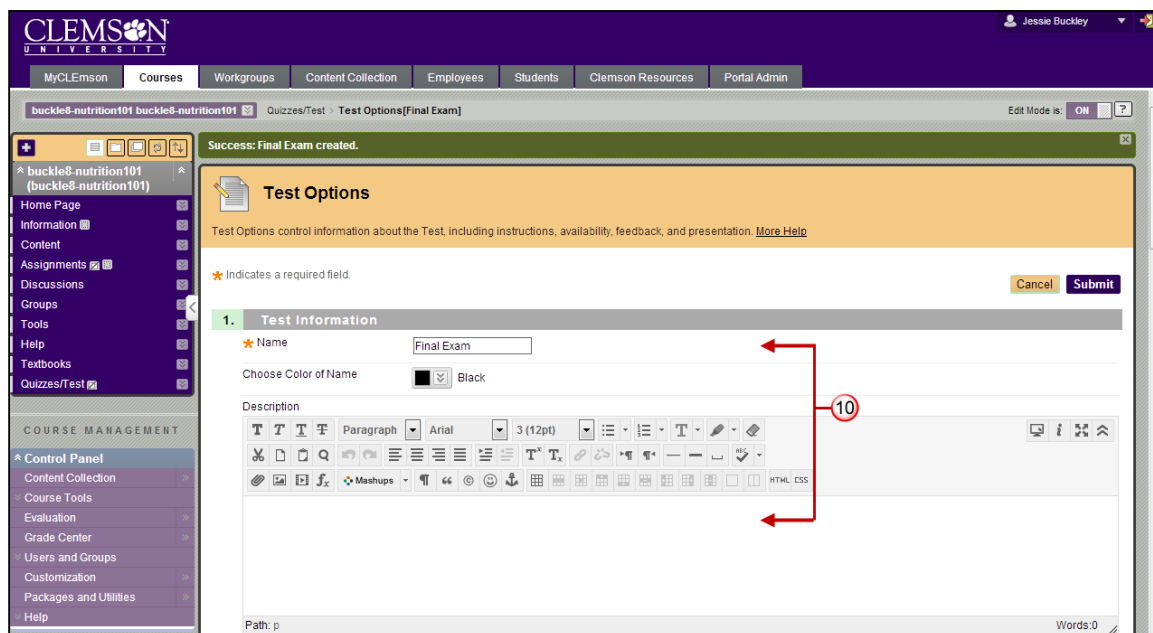 CLEMSON
UNIVERSITY
Jessie Buckley
MyCLEmson Courses Workgroups Content Collection Employees Students Clemson Resources Portal Admin
buckle8-nutrition101 buckle8-nutrition101 Quizzes/Test > Test Options[Final Exam] Edit Mode is: ON ?
Success: Final Exam created.
buckle8-nutrition101
(buckle8-nutrition101)
Home Page
Information
Content
Assignments
Discussions
Groups
Tools
Help
Textbooks
Quizzes/Test
COURSE MANAGEMENT
Control Panel
Content Collection
Course Tools
Evaluation
Grade Center
Users and Groups
Customization
Packages and Utilities
Help
Test Options
Test Options control information about the Test, including instructions, availability, feedback, and presentation. More Help
Indicates a required field.
Cancel Submit
1. Test Information
Name Final Exam
Choose Color of Name Black
10
Description
T T T T Paragraph Arial 3 (12pt) T i
Tx Tx ¶ ¶ ABC
fx Mashups ¶ “ © HTML CSS
Path: p Words:0